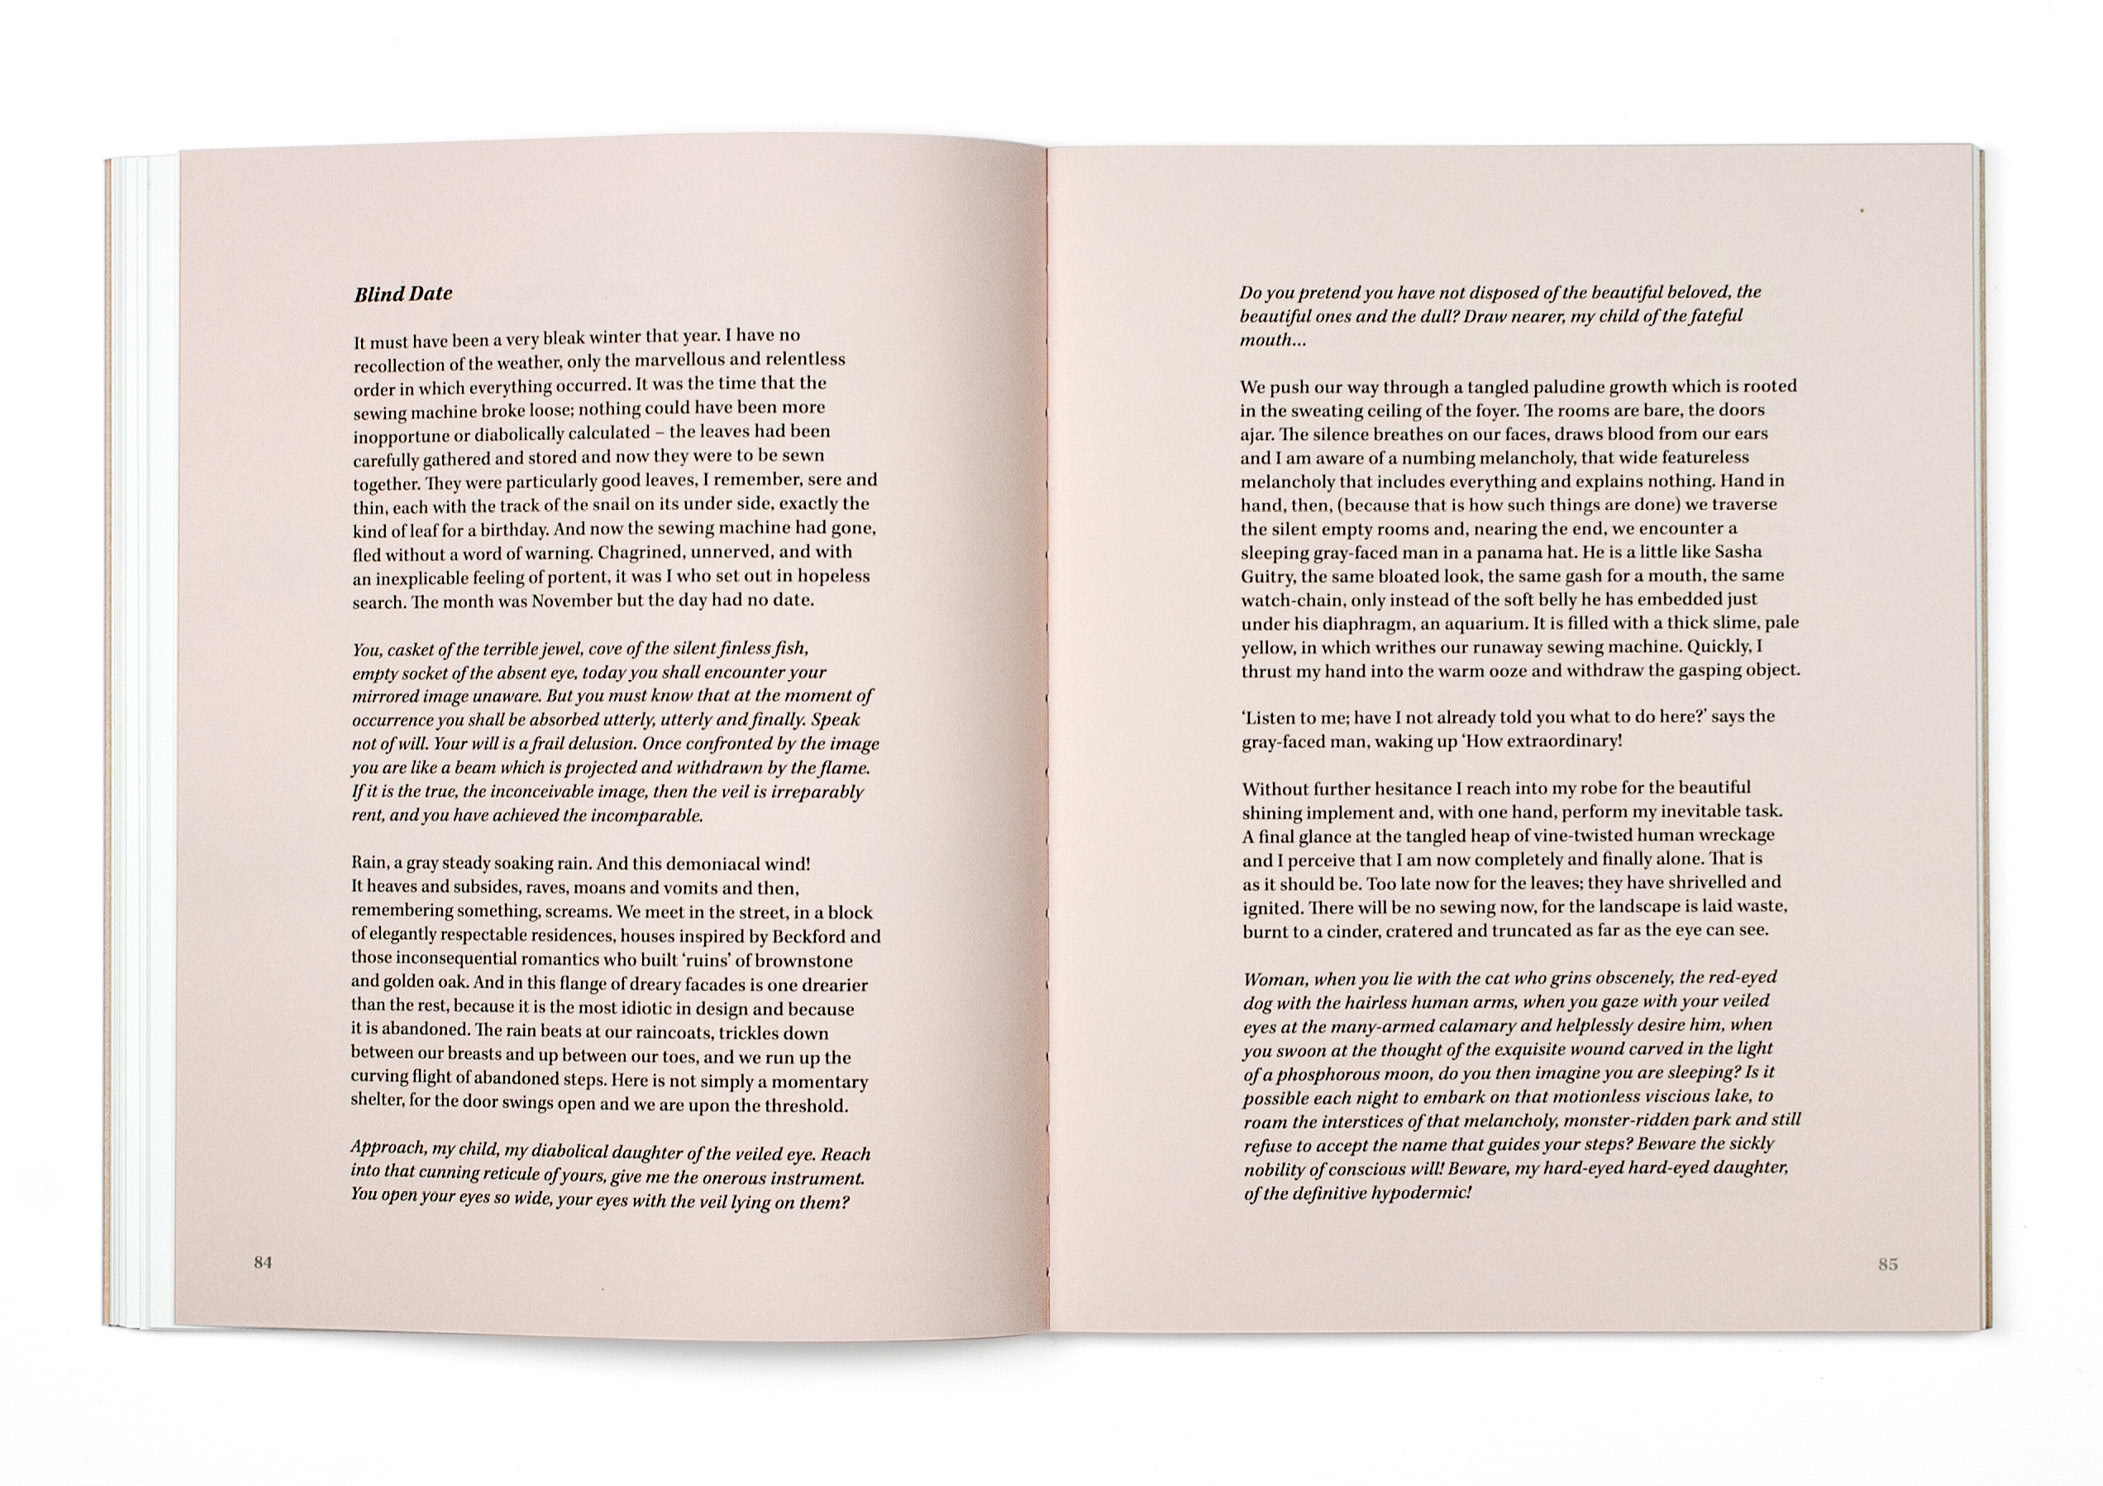 Blind Date
It must have been a very bleak winter that year. I have no
recollection of the weather, only the marvellous and relentless
order in which everything occurred. It was the time that the
sewing machine broke loose; nothing could have been more
inopportune or diabolically calculated – the leaves had been
carefully gathered and stored and now they were to be sewn
together. They were particularly good leaves, I remember, sere and
thin, each with the track of the snail on its under side, exactly the
kind of leaf for a birthday. And now the sewing machine had gone,
fled without a word of warning. Chagrined, unnerved, and with
an inexplicable feeling of portent, it was I who set out in hopeless
search. The month was November but the day had no date.
You, casket of the terrible jewel, cove of the silent finless fish,
empty socket of the absent eye, today you shall encounter your
mirrored image unaware. But you must know that at the moment of
occurrence you shall be absorbed utterly, utterly and finally. Speak
not of will. Your will is a frail delusion. Once confronted by the image
you are like a beam which is projected and withdrawn by the flame.
If it is the true, the inconceivable image, then the veil is irreparably
rent, and you have achieved the incomparable.
Rain, a gray steady soaking rain. And this demoniacal wind!
It heaves and subsides, raves, moans and vomits and then,
remembering something, screams. We meet in the street, in a block
of elegantly respectable residences, houses inspired by Beckford and
those inconsequential romantics who built ‘ruins’ of brownstone
and golden oak. And in this flange of dreary facades is one drearier
than the rest, because it is the most idiotic in design and because
it is abandoned. The rain beats at our raincoats, trickles down
between our breasts and up between our toes, and we run up the
curving flight of abandoned steps. Here is not simply a momentary
shelter, for the door swings open and we are upon the threshold.
Approach, my child, my diabolical daughter of the veiled eye. Reach
into that cunning reticule of yours, give me the onerous instrument.
You open your eyes so wide, your eyes with the veil lying on them?
84
Do you pretend you have not disposed of the beautiful beloved, the
beautiful ones and the dull? Draw nearer, my child of the fateful
mouth...
We push our way through a tangled paludine growth which is rooted
in the sweating ceiling of the foyer. The rooms are bare, the doors
ajar. The silence breathes on our faces, draws blood from our ears
and I am aware of a numbing melancholy, that wide featureless
melancholy that includes everything and explains nothing. Hand in
hand, then, (because that is how such things are done) we traverse
the silent empty rooms and, nearing the end, we encounter a
sleeping gray-faced man in a panama hat. He is a little like Sasha
Guitry, the same bloated look, the same gash for a mouth, the same
watch-chain, only instead of the soft belly he has embedded just
under his diaphragm, an aquarium. It is filled with a thick slime, pale
yellow, in which writhes our runaway sewing machine. Quickly, I
thrust my hand into the warm ooze and withdraw the gasping object.
‘Listen to me; have I not already told you what to do here?’ says the
gray-faced man, waking up ‘How extraordinary!
Without further hesitance I reach into my robe for the beautiful
shining implement and, with one hand, perform my inevitable task.
A final glance at the tangled heap of vine-twisted human wreckage
and I perceive that I am now completely and finally alone. That is
as it should be. Too late now for the leaves; they have shrivelled and
ignited. There will be no sewing now, for the landscape is laid waste,
burnt to a cinder, cratered and truncated as far as the eye can see.
Woman, when you lie with the cat who grins obscenely, the red-eyed
dog with the hairless human arms, when you gaze with your veiled
eyes at the many-armed calamary and helplessly desire him, when
you swoon at the thought of the exquisite wound carved in the light
of a phosphorous moon, do you then imagine you are sleeping? Is it
possible each night to embark on that motionless viscious lake, to
roam the interstices of that melancholy, monster-ridden park and still
refuse to accept the name that guides your steps? Beware the sickly
nobility of conscious will! Beware, my hard-eyed hard-eyed daughter,
of the definitive hypodermic!
85